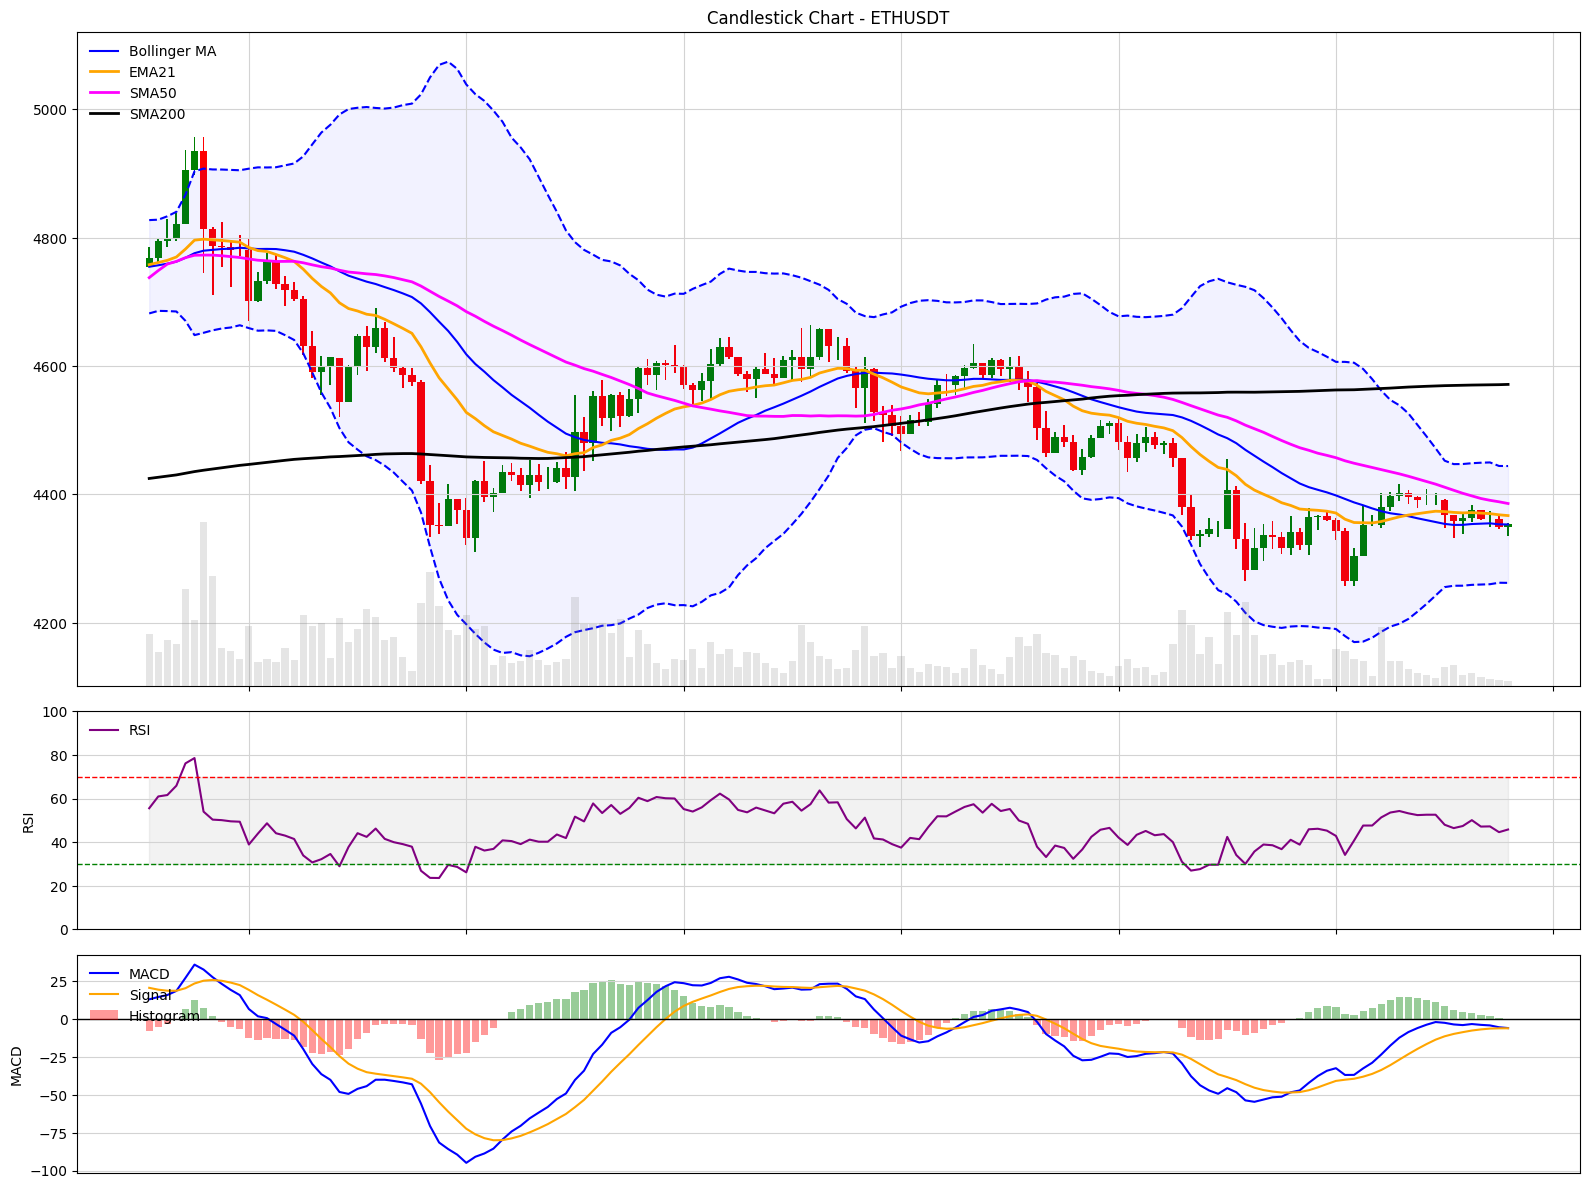 Candlestick Chart - ETHUSDT
Bollinger MA
EMA21
SMA50
SMA200
5000
4800
4600
4400
4200
RSI
100
80
60
40
20
0
RSI
MACD
Signal
Histogram
25
0
−25
−50
−75
−100
MACD